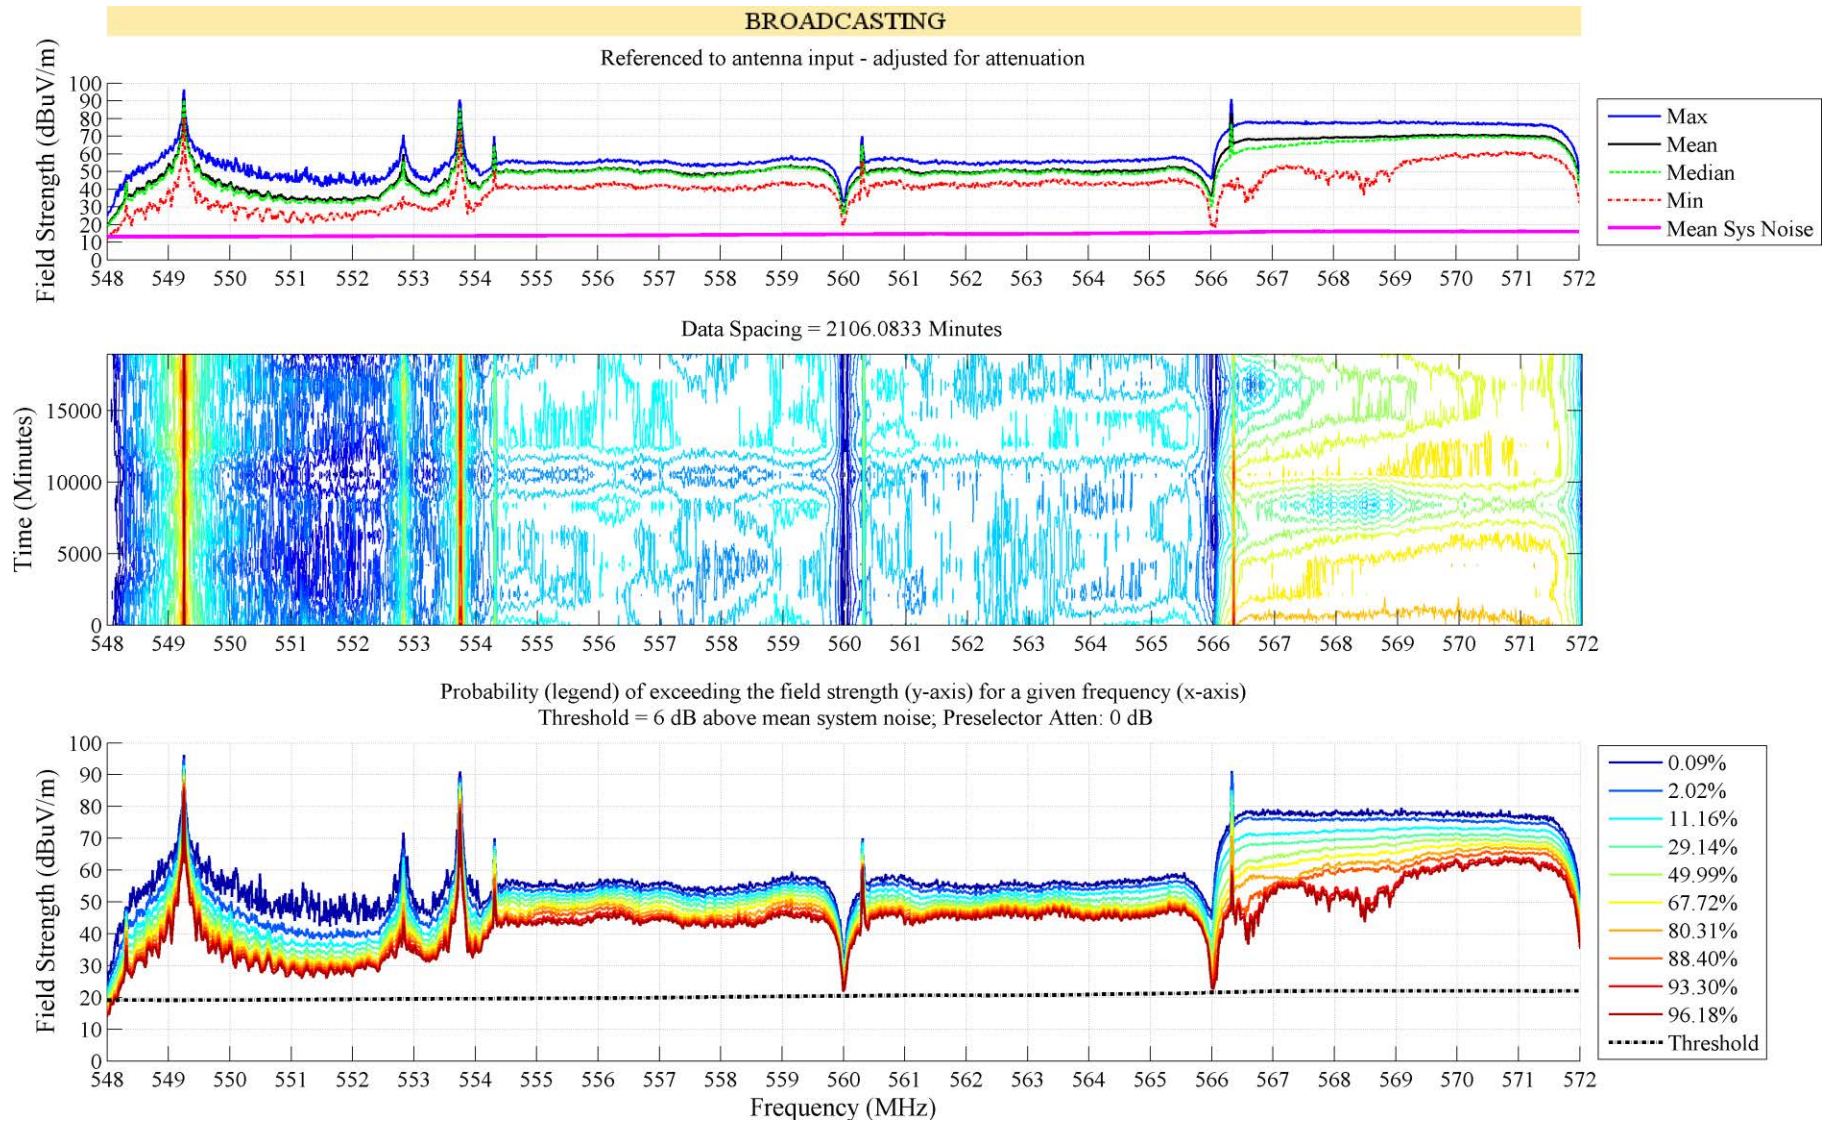 BROADCASTING
Referenced to antenna input - adjusted for attenuation
Field Strength (dBuV/m)
100
90
80
70
60
50
40
30
20
10
0
548 549 550 551 552 553 554 555 556 557 558 559 560 561 562 563 564 565 566 567 568 569 570 571 572
Max
Mean
Median
Min
Mean Sys Noise
Data Spacing = 2106.0833 Minutes
Time (Minutes)
15000
10000
5000
0
548 549 550 551 552 553 554 555 556 557 558 559 560 561 562 563 564 565 566 567 568 569 570 571 572
Probability (legend) of exceeding the field strength (y-axis) for a given frequency (x-axis)
Threshold = 6 dB above mean system noise; Preselector Atten: 0 dB
Field Strength (dBuV/m)
100
90
80
70
60
50
40
30
20
10
0
548 549 550 551 552 553 554 555 556 557 558 559 560 561 562 563 564 565 566 567 568 569 570 571 572
Frequency (MHz)
0.09%
2.02%
11.16%
29.14%
49.99%
67.72%
80.31%
88.40%
93.30%
96.18%
Threshold